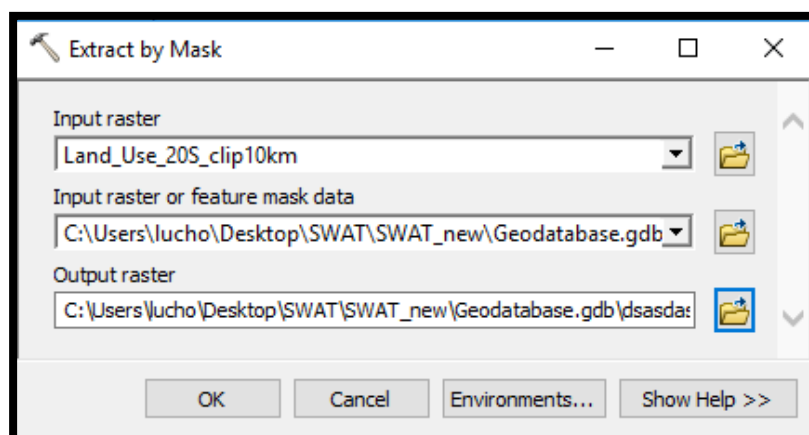 Extract by Mask
Input raster
Land_Use_20S_clip10km
Input raster or feature mask data
C:\Users\lucho\Desktop\SWAT\SWAT_new\Geodatabase.gdb
Output raster
C:\Users\lucho\Desktop\SWAT\SWAT_new\Geodatabase.gdb\dsasdas
OK Cancel Environments... Show Help >>